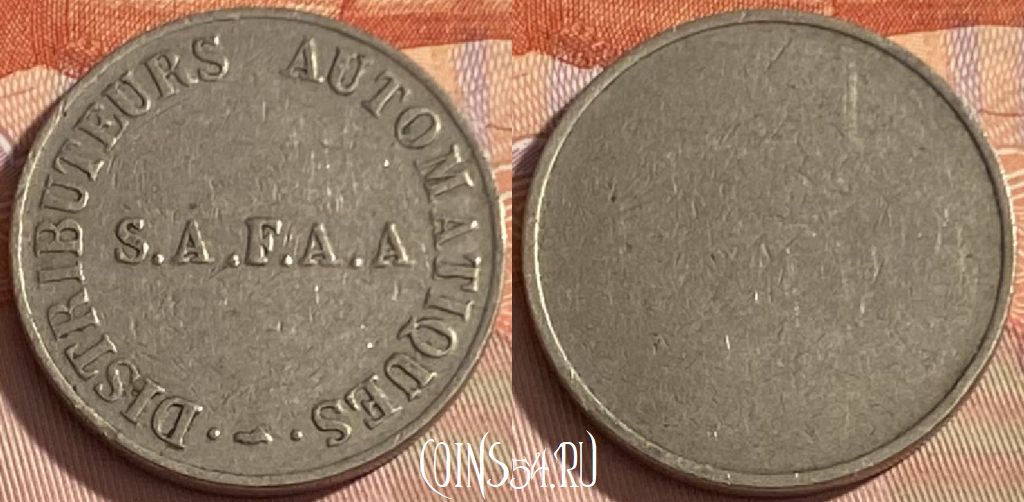 DISTRIBUTEURS AUTOMATIQUES
S.A.F.A.A
COINS54.RU